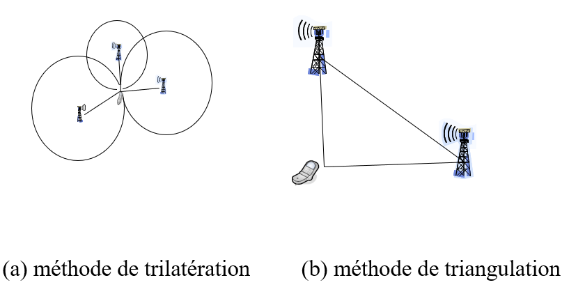 (a) méthode de trilatération
(b) méthode de triangulation